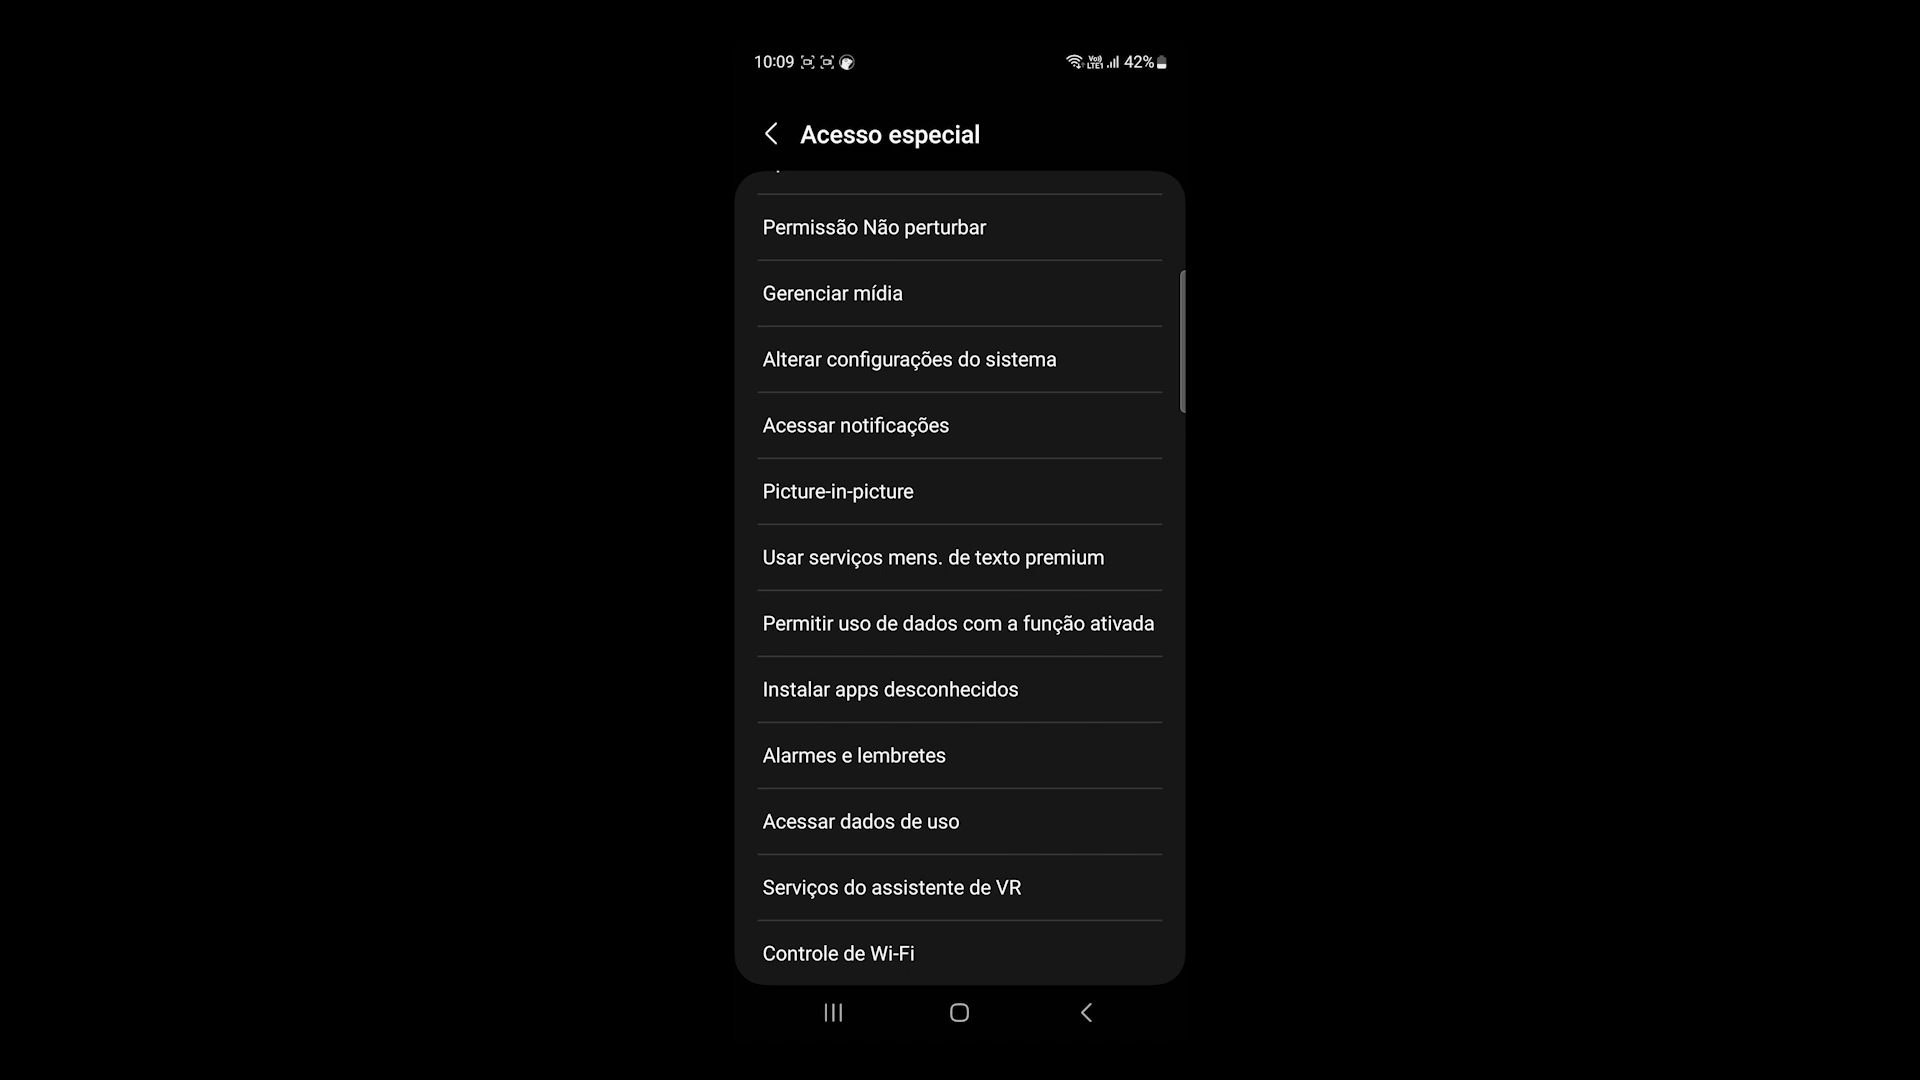 10:09 42%
Acesso especial
Permissão Não perturbar
Gerenciar mídia
Alterar configurações do sistema
Acessar notificações
Picture-in-picture
Usar serviços mens. de texto premium
Permitir uso de dados com a função ativada
Instalar apps desconhecidos
Alarmes e lembretes
Acessar dados de uso
Serviços do assistente de VR
Controle de Wi-Fi